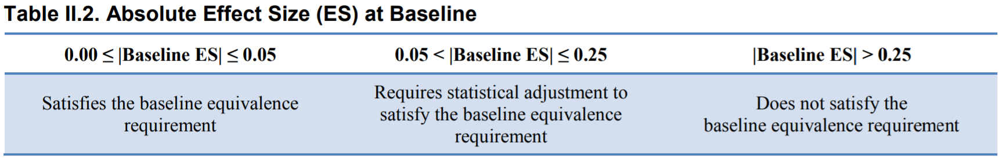 Table II.2. Absolute Effect Size (ES) at Baseline
0.00 ≤ |Baseline ES| ≤ 0.05
0.05 < |Baseline ES| ≤ 0.25
|Baseline ES| > 0.25
Satisfies the baseline equivalence
requirement
Requires statistical adjustment to
satisfy the baseline equivalence
requirement
Does not satisfy the
baseline equivalence requirement